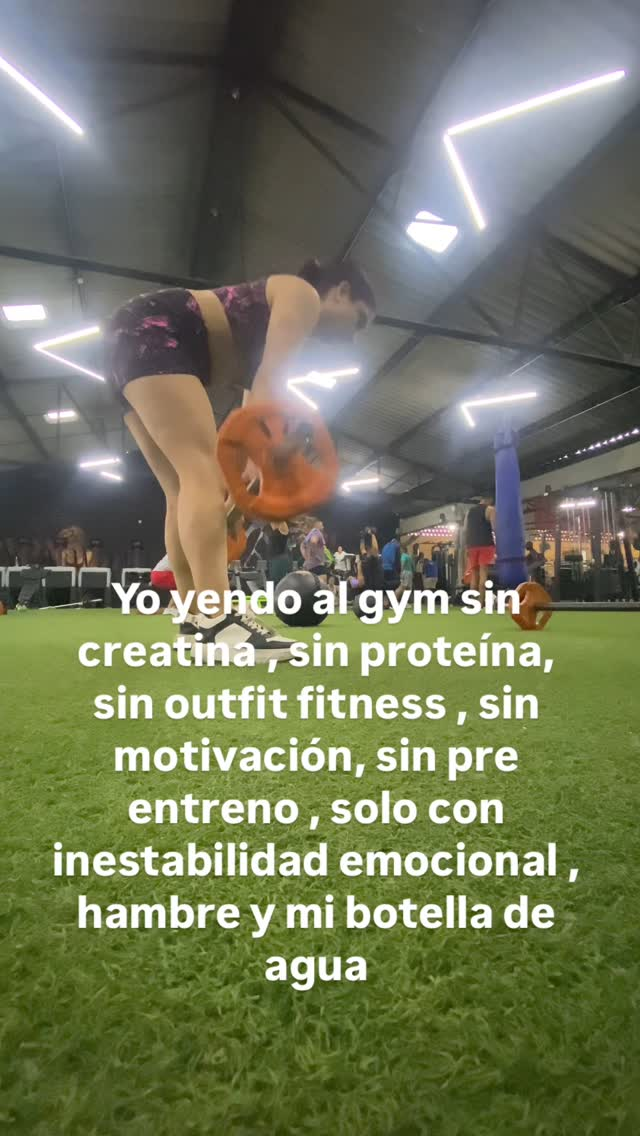 Yo yendo al gym sin
creatina , sin proteína,
sin outfit fitness , sin
motivación, sin pre
entreno , solo con
inestabilidad emocional ,
hambre y mi botella de
agua